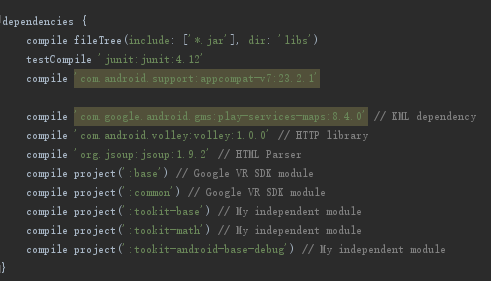 dependencies {
compile fileTree(include: ['*.jar'], dir: 'libs')
testCompile 'junit:junit:4.12'
compile 'com.android.support:appcompat-v7:23.2.1'
compile 'com.google.android.gms:play-services-maps:8.4.0' // KML dependency
compile 'com.android.volley:volley:1.0.0' // HTTP library
compile 'org.jsoup:jsoup:1.9.2' // HTML Parser
compile project(':base') // Google VR SDK module
compile project(':common') // Google VR SDK module
compile project(':tookit-base') // My independent module
compile project(':tookit-math') // My independent module
compile project(':tookit-android-base-debug') // My independent module
}